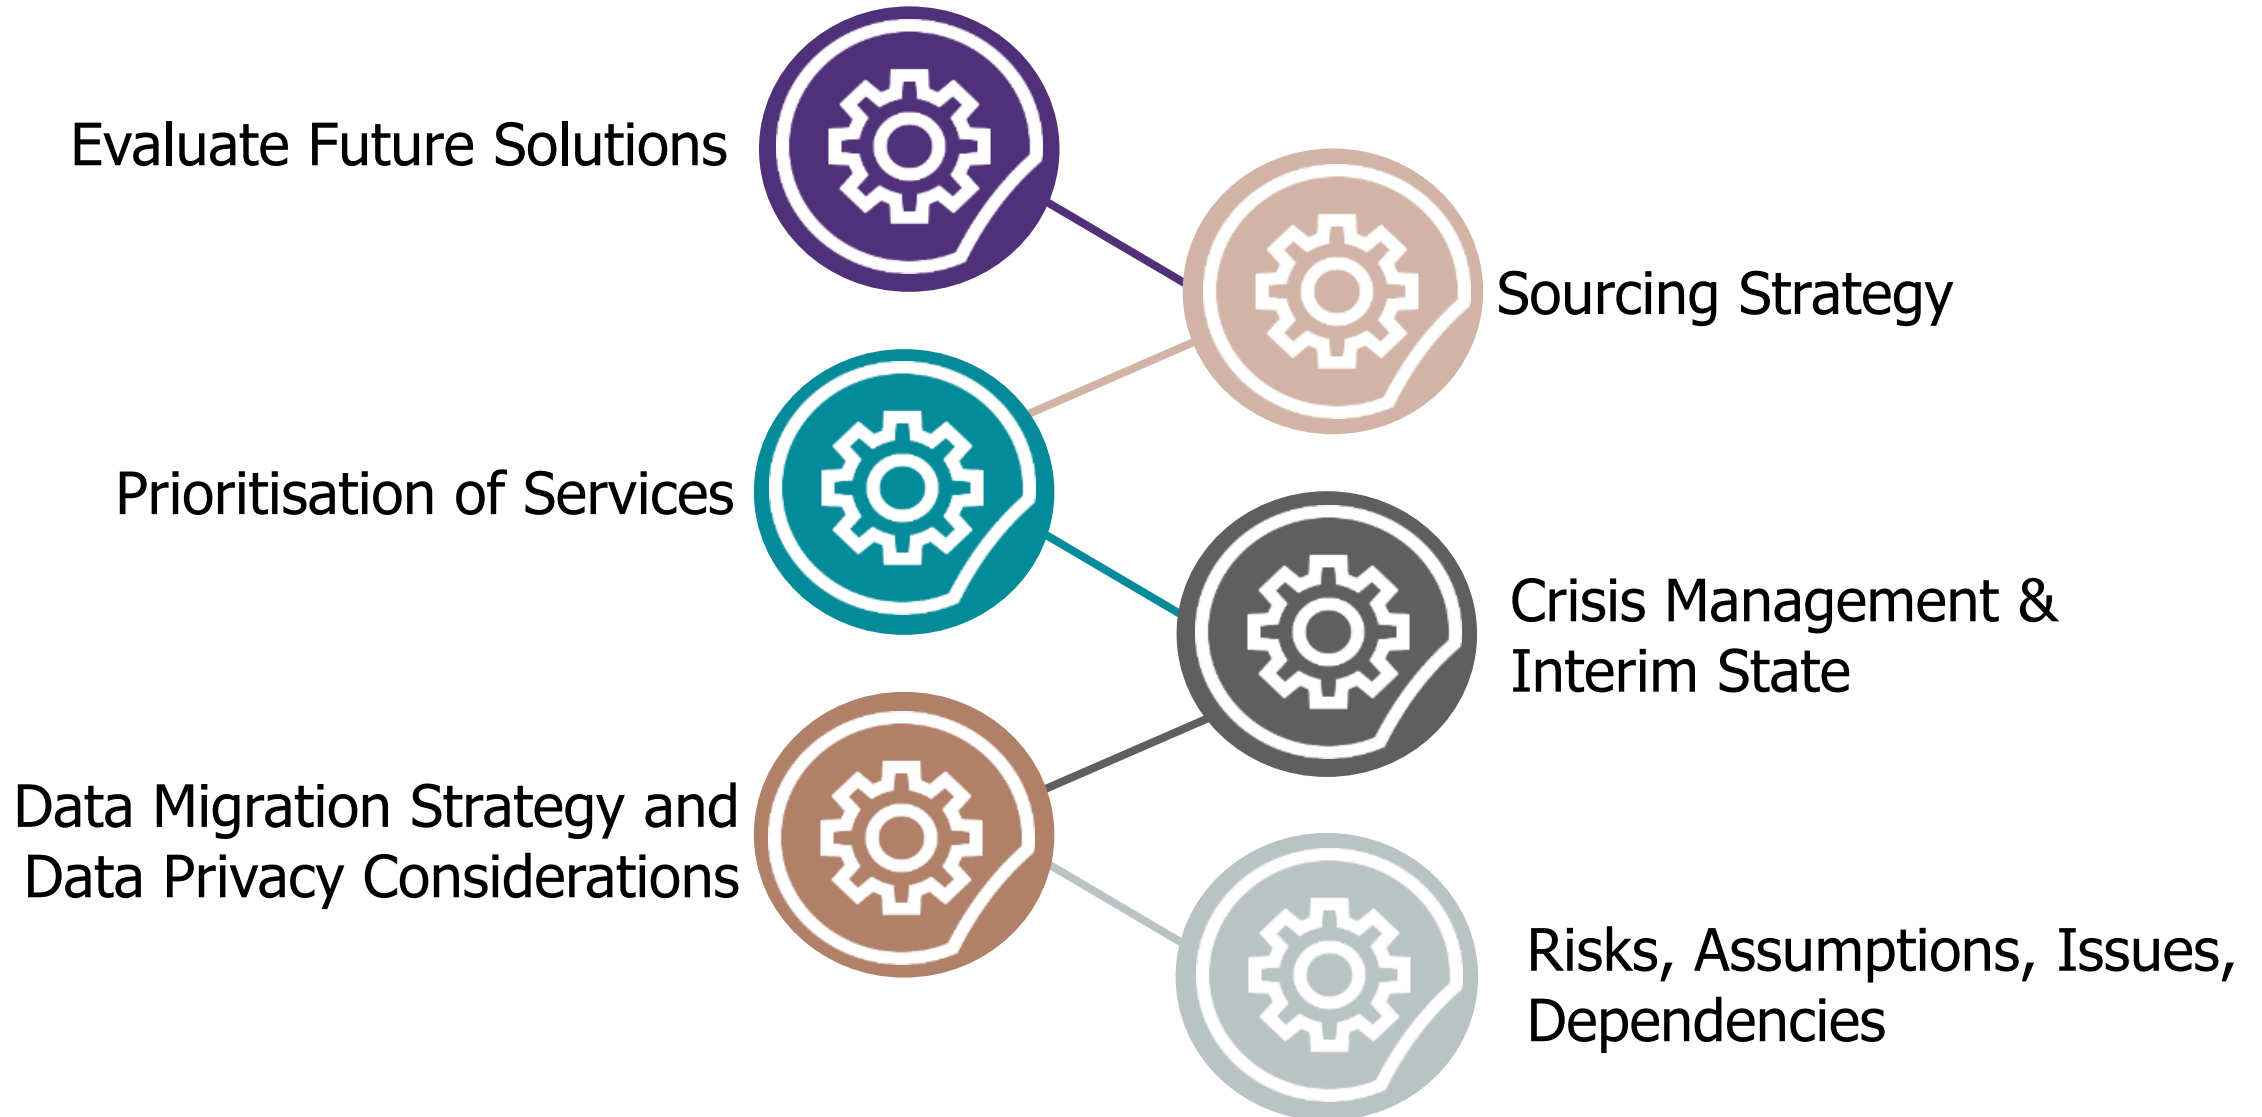 Evaluate Future Solutions
Sourcing Strategy
Prioritisation of Services
Crisis Management &
Interim State
Data Migration Strategy and
Data Privacy Considerations
Risks, Assumptions, Issues,
Dependencies